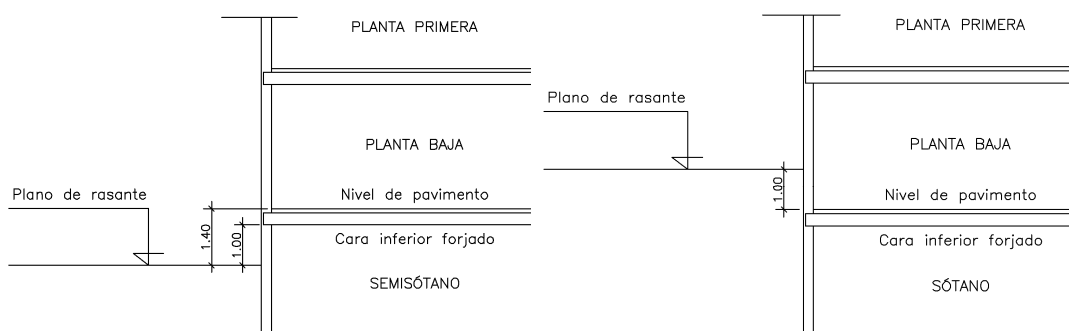 PLANTA PRIMERA
PLANTA BAJA
Plano de rasante
Nivel de pavimento
1.40
1.00
Cara inferior forjado
SEMISÓTANO
PLANTA PRIMERA
Plano de rasante
PLANTA BAJA
1.00
Nivel de pavimento
Cara inferior forjado
SÓTANO